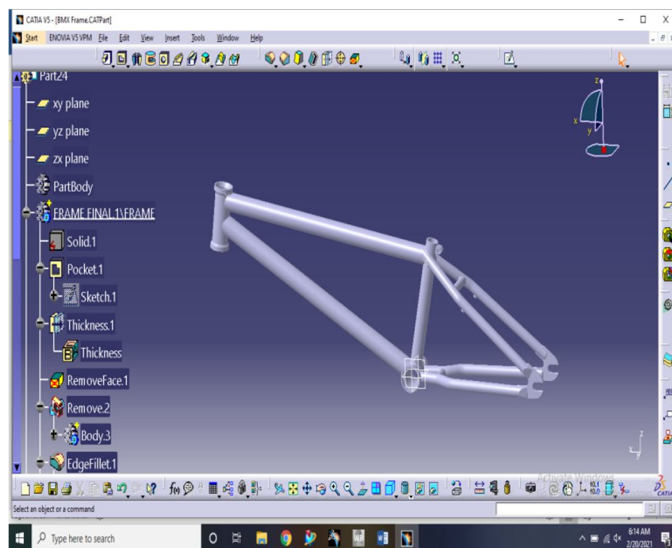 CATIA V5 - [BMX Frame.CATPart]
Start ENOVIA V5 VPM File Edit View Insert Tools Window Help
Part24
xy plane
yz plane
zx plane
PartBody
FRAME FINAL.1\FRAME
Solid.1
Pocket.1
Sketch.1
Thickness.1
Thickness
RemoveFace.1
Remove.2
Body.3
EdgeFillet.1
z
x
y
z
y
Select an object or a command
CATIA
Type here to search
6:14 AM
2/20/2021